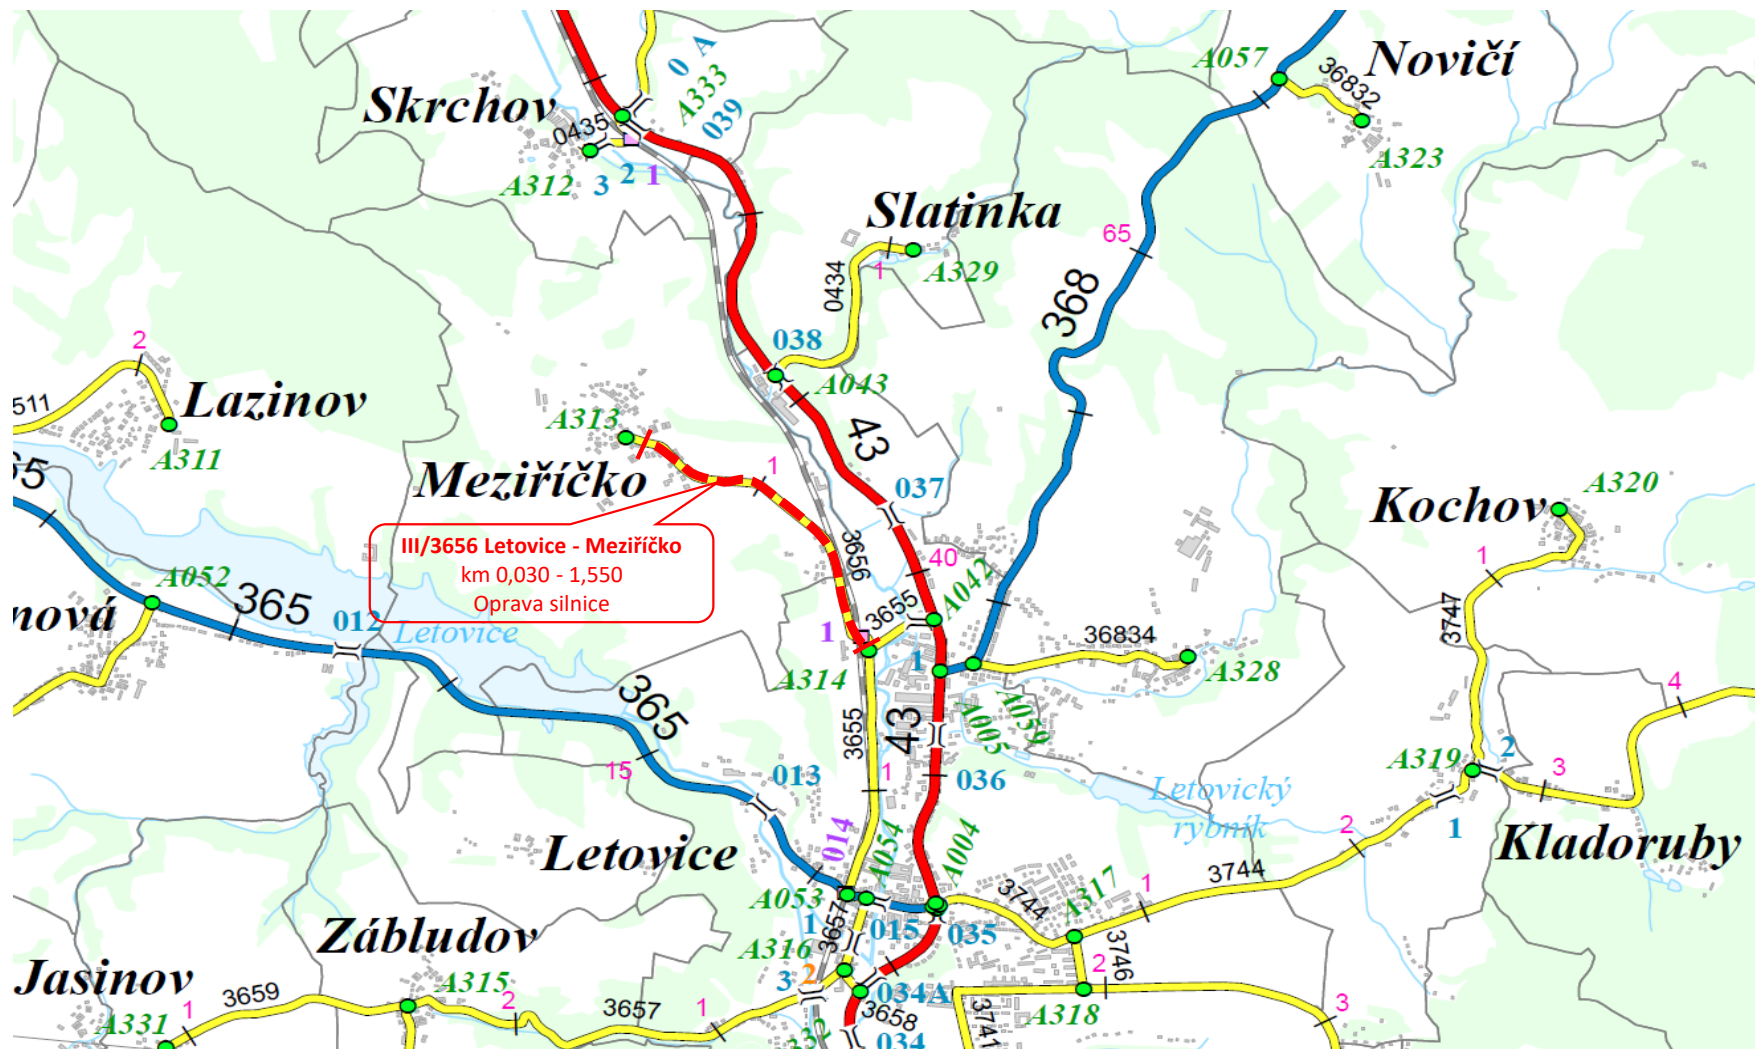 0 A
A333
039
Skrchov
0435
A312
3
2
1
A057
Novičí
36832
A323
Slatinka
A329
1
0434
65
368
038
A043
2
Lazinov
511
A311
A313
Meziříčko
1
43
037
A320
Kochov
1
3747
III/3656 Letovice - Meziříčko
km 0,030 - 1,550
Oprava silnice
3656
40
A042
3655
A052
365
012
Letovice
nová
1
1
A314
36834
A328
A005
A059
365
15
013
3655
43
1
036
Letovický
rybník
4
A319
2
3
1
Kladoruby
2
3744
Letovice
014
A054
A004
A053
1
3657
015
035
3744
A317
1
3746
2
A318
Zábludov
A316
3
2
034A
3658
034
3741
3
Jasinov
A331
1
3659
A315
2
3657
1